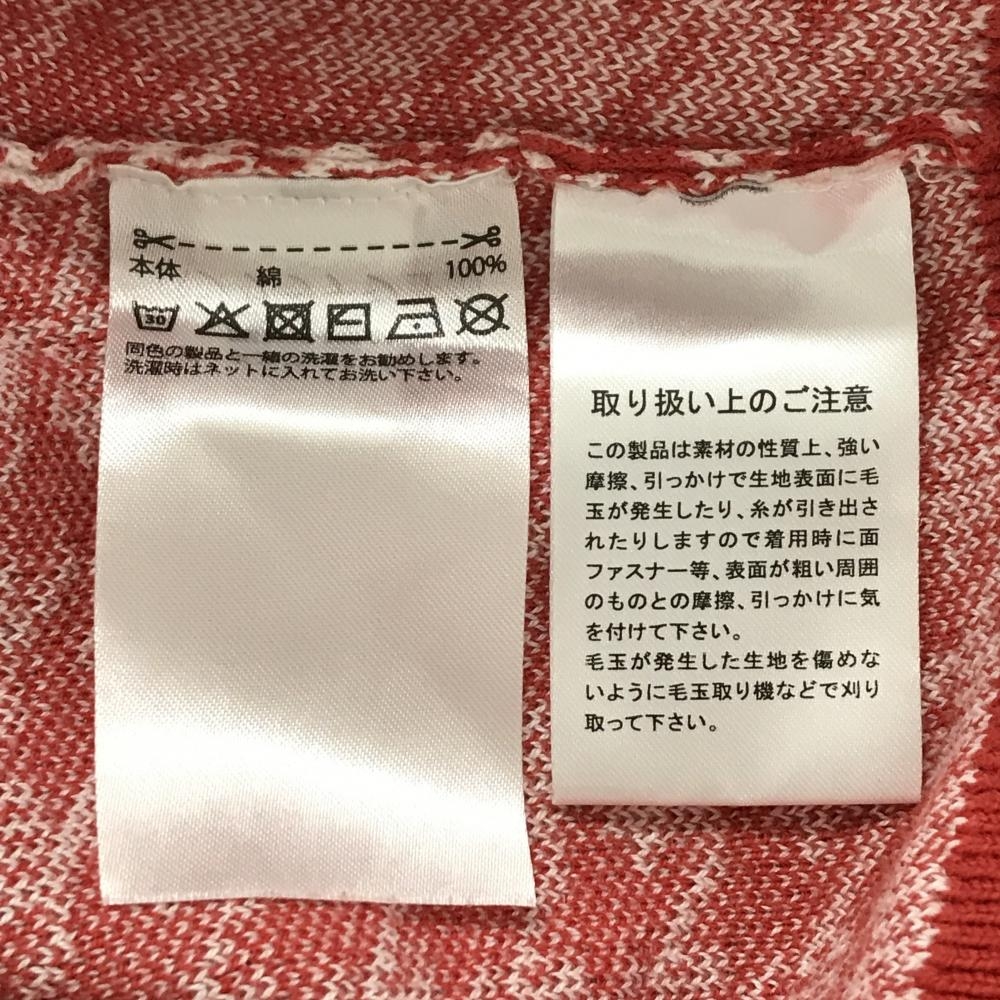 本体 綿 100%
30
同色の製品と一緒の洗濯をお勧めします。
洗濯時はネットに入れてお洗い下さい。
取り扱い上のご注意
この製品は素材の性質上、強い
摩擦、引っかけで生地表面に毛
玉が発生したり、糸が引き出さ
れたりしますので着用時に面
ファスナー等、表面が粗い周囲
のものとの摩擦、引っかけに気
を付けて下さい。
毛玉が発生した生地を傷めな
いように毛玉取り機などで刈り
取って下さい。